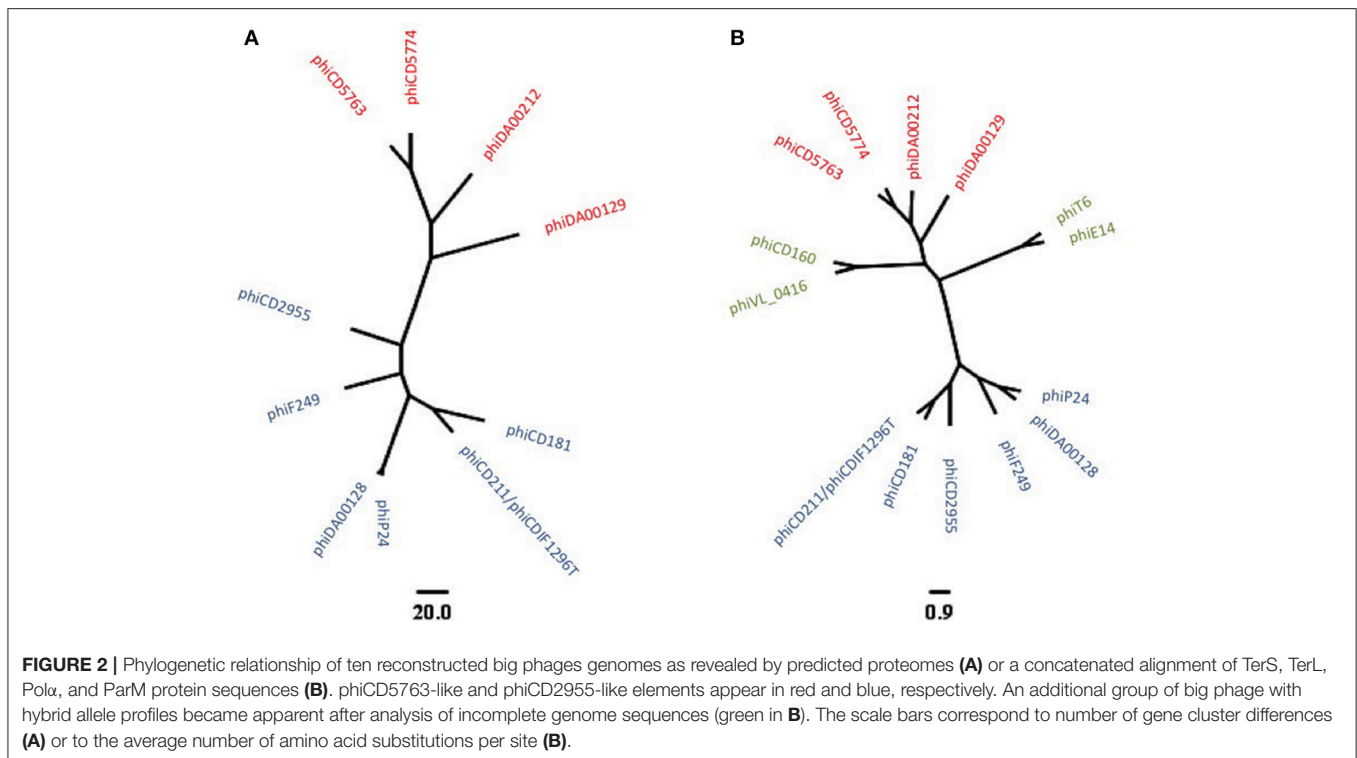 A
B
phiCD5763
phiCD5774
phiDA00212
phiDA00129
phiCD2955
phiF249
phiCD181
phiCD211/phiCDIF1296T
phiDA00128
phiP24
20.0
phiCD5763
phiCD5774
phiDA00212
phiDA00129
phiT6
phiE14
phiCD160
phiVL_0416
phiP24
phiDA00128
phiF249
phiCD2955
phiCD181
phiCD211/phiCDIF1296T
0.9
FIGURE 2 | Phylogenetic relationship of ten reconstructed big phages genomes as revealed by predicted proteomes (A) or a concatenated alignment of TerS, TerL,
Polα, and ParM protein sequences (B). phiCD5763-like and phiCD2955-like elements appear in red and blue, respectively. An additional group of big phage with
hybrid allele profiles became apparent after analysis of incomplete genome sequences (green in B). The scale bars correspond to number of gene cluster differences
(A) or to the average number of amino acid substitutions per site (B).